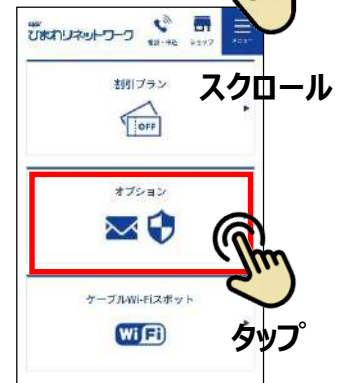 ひまわりネットワーク
電話・申込 ショップ メニュー
割引プラン
スクロール
OFF
オプション
ケーブルWi-Fiスポット
Wi Fi
タップ